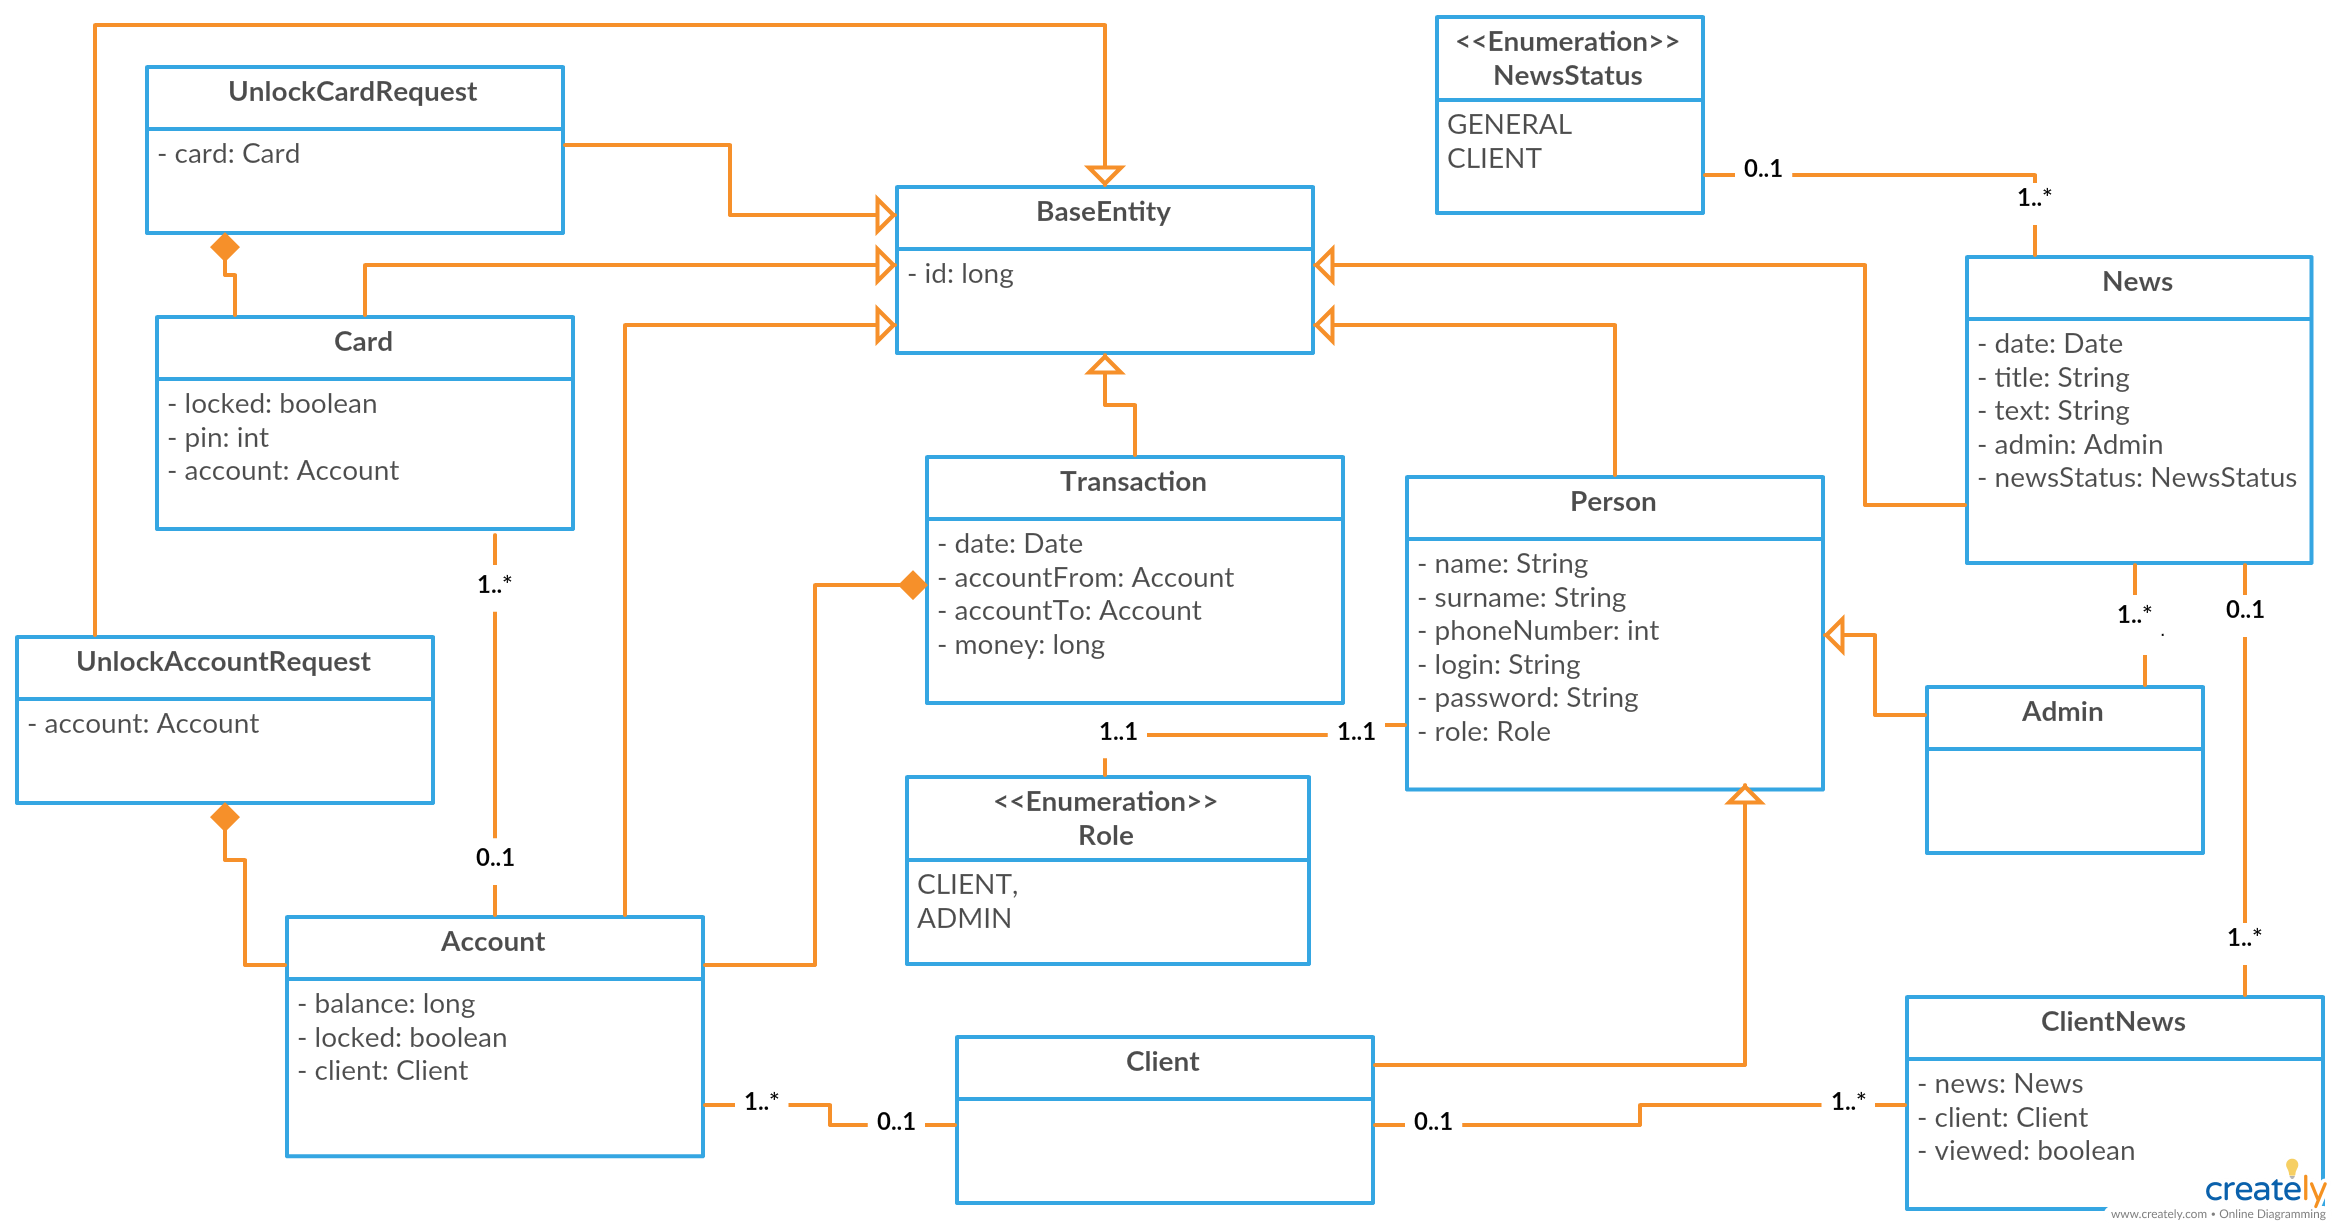 <<Enumeration>>
NewsStatus
GENERAL
CLIENT
UnlockCardRequest
- card: Card
0..1
1..*
BaseEntity
- id: long
News
- date: Date
- title: String
- text: String
- admin: Admin
- newsStatus: NewsStatus
Card
- locked: boolean
- pin: int
- account: Account
Transaction
- date: Date
- accountFrom: Account
- accountTo: Account
- money: long
Person
- name: String
- surname: String
- phoneNumber: int
- login: String
- password: String
- role: Role
1..*
1..*
0..1
UnlockAccountRequest
- account: Account
Admin
1..1
1..1
<<Enumeration>>
Role
CLIENT,
ADMIN
0..1
Account
- balance: long
- locked: boolean
- client: Client
1..*
ClientNews
- news: News
- client: Client
- viewed: boolean
Client
1..*
0..1
0..1
1..*
creately
www.creately.com • Online Diagramming